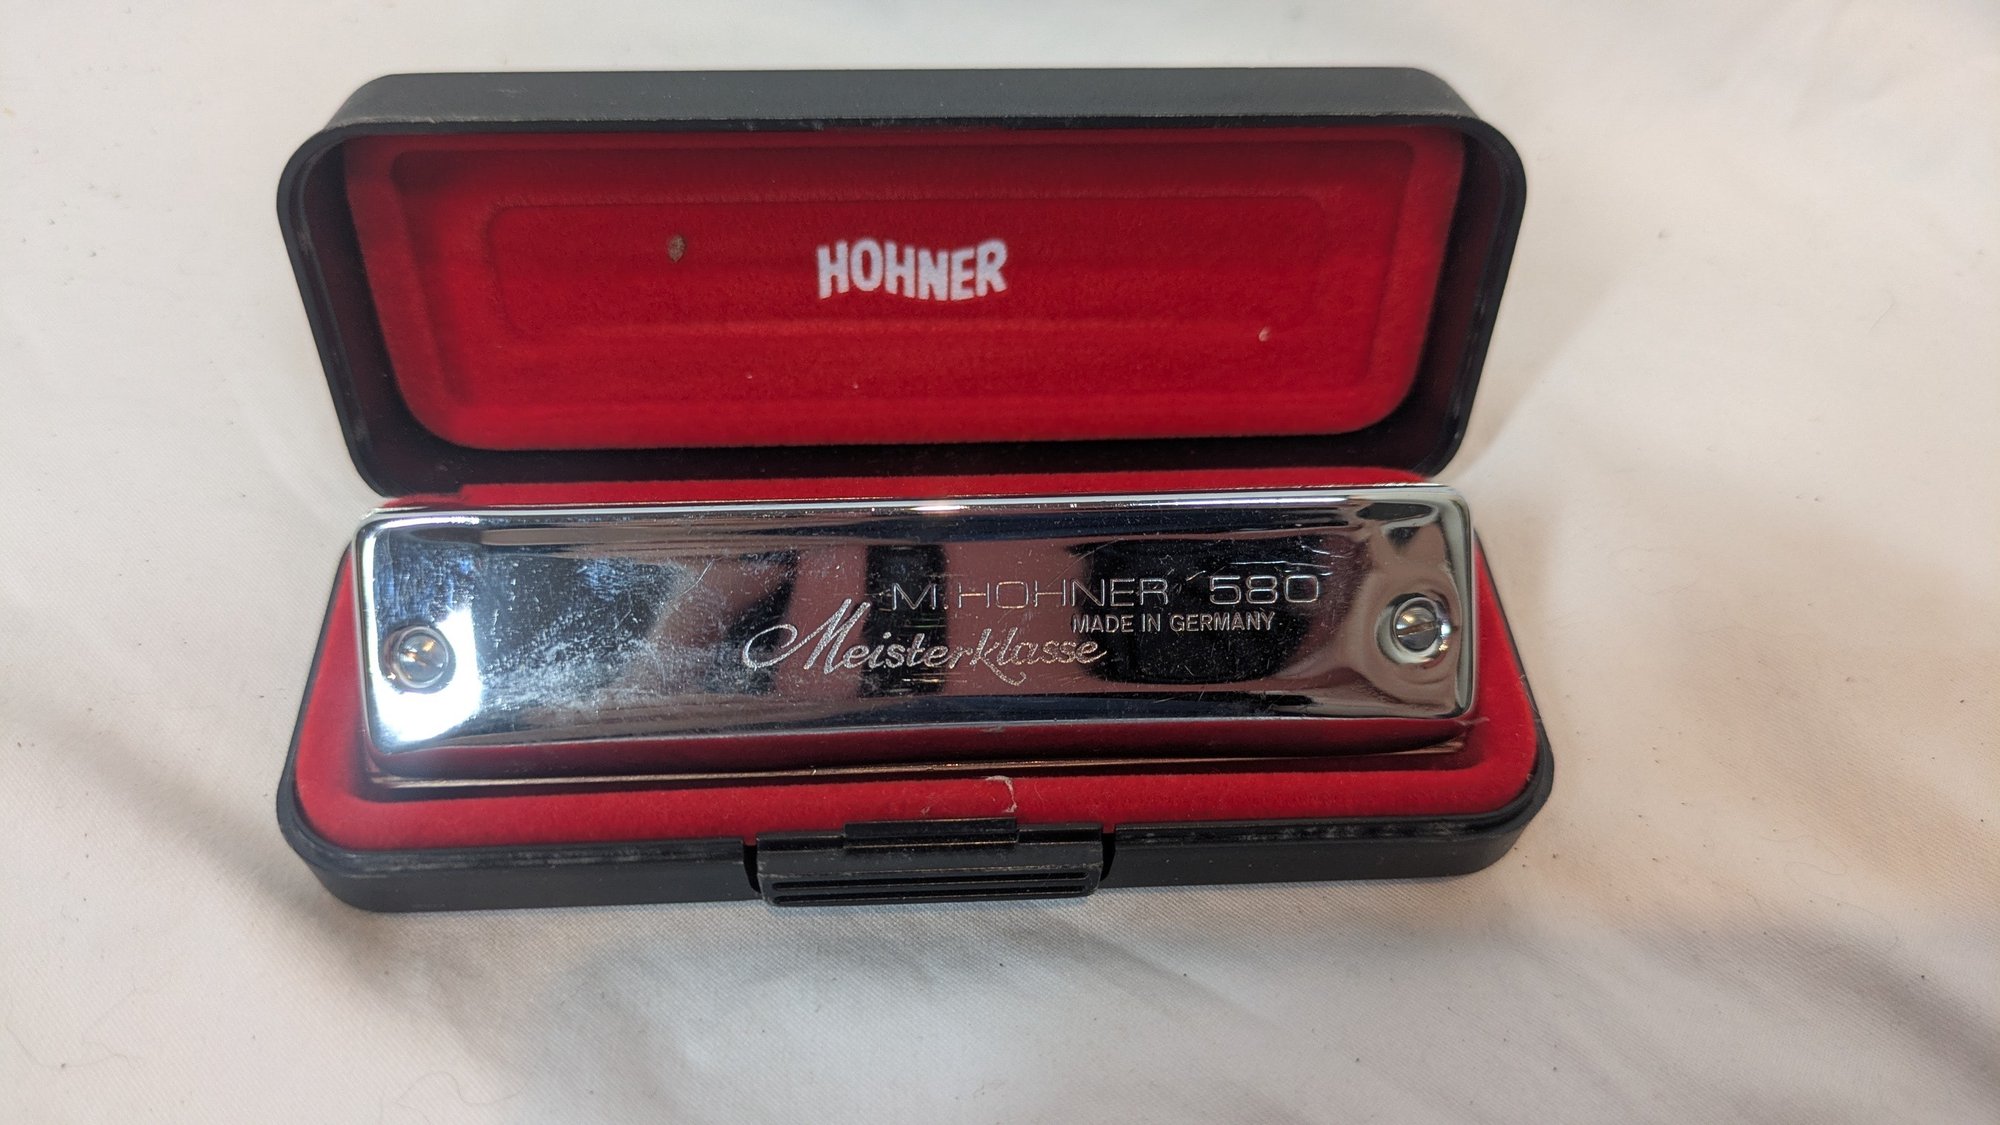 HOHNER
M. HOHNER 580
MADE IN GERMANY
Meisterklasse